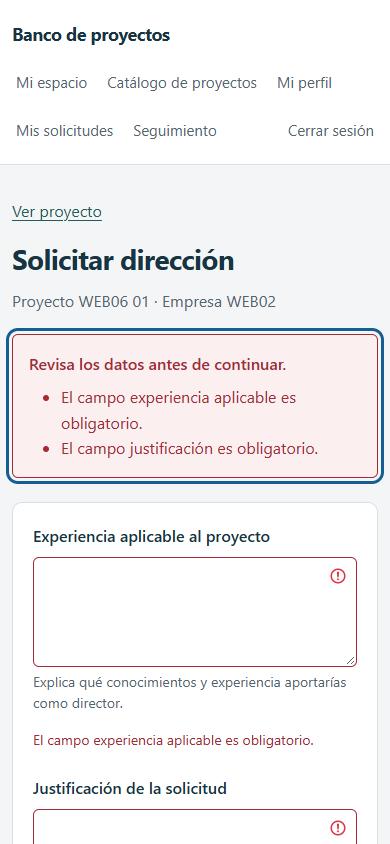 Banco de proyectos
Mi espacio Catálogo de proyectos Mi perfil
Mis solicitudes Seguimiento Cerrar sesión
Ver proyecto
Solicitar dirección
Proyecto WEB06 01 · Empresa WEB02
Revisa los datos antes de continuar.
• El campo experiencia aplicable es
obligatorio.
• El campo justificación es obligatorio.
Experiencia aplicable al proyecto
Explica qué conocimientos y experiencia aportarías
como director.
El campo experiencia aplicable es obligatorio.
Justificación de la solicitud